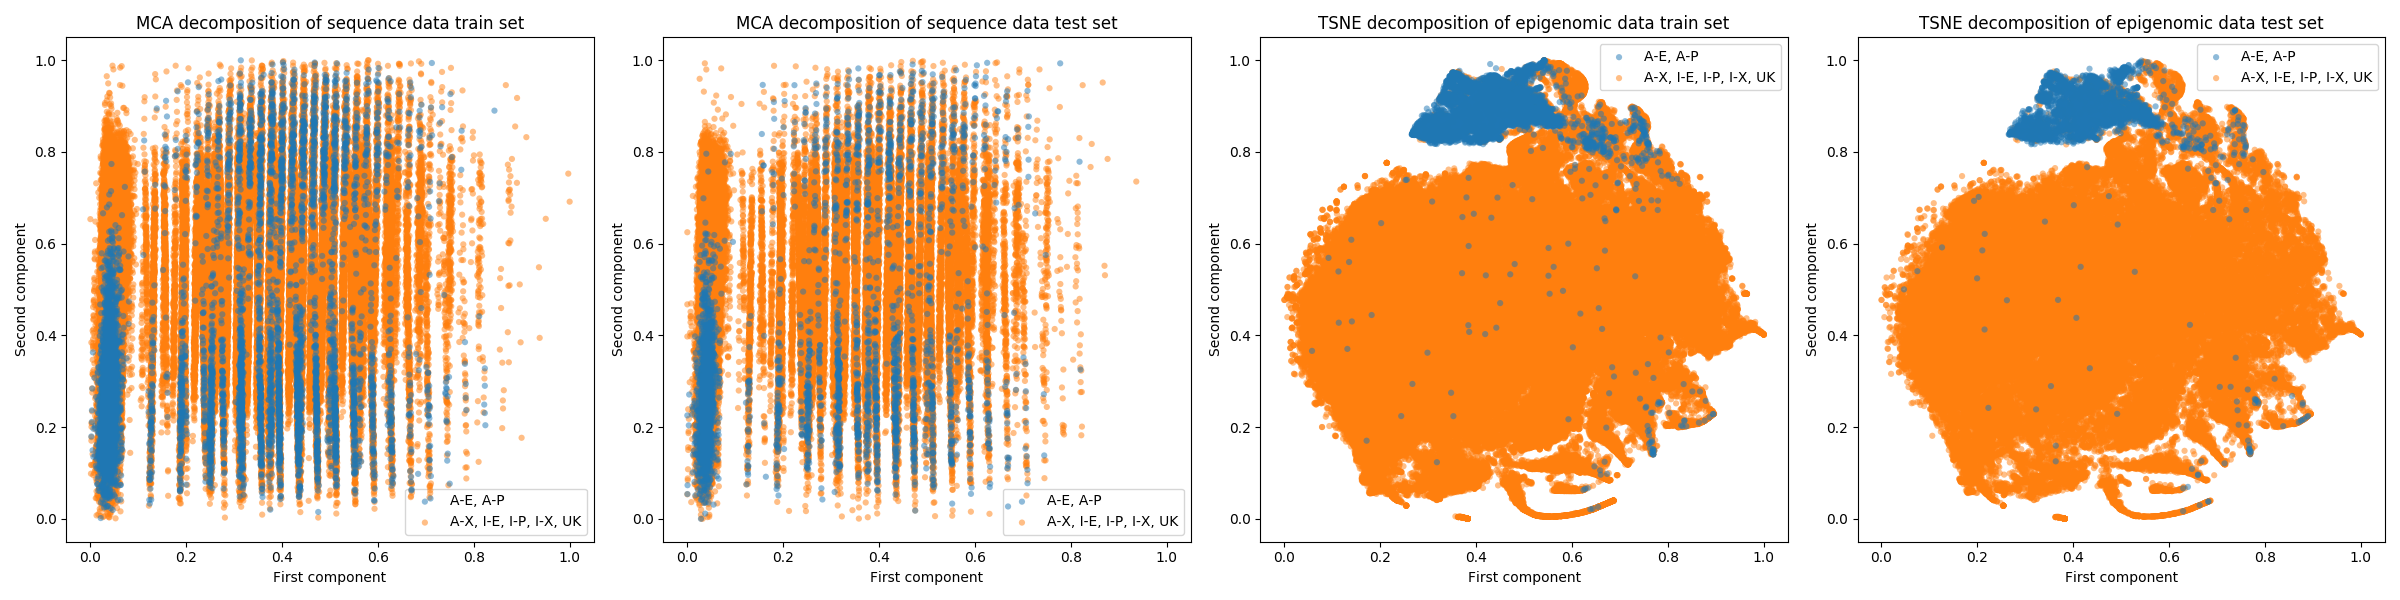 MCA decomposition of sequence data train set
1.0
0.8
0.6
0.4
0.2
0.0
Second component
A-E, A-P
A-X, I-E, I-P, I-X, UK
0.0 0.2 0.4 0.6 0.8 1.0
First component
MCA decomposition of sequence data test set
1.0
0.8
0.6
0.4
0.2
0.0
Second component
A-E, A-P
A-X, I-E, I-P, I-X, UK
0.0 0.2 0.4 0.6 0.8 1.0
First component
TSNE decomposition of epigenomic data train set
A-E, A-P
A-X, I-E, I-P, I-X, UK
1.0
0.8
0.6
0.4
0.2
0.0
Second component
0.0 0.2 0.4 0.6 0.8 1.0
First component
TSNE decomposition of epigenomic data test set
A-E, A-P
A-X, I-E, I-P, I-X, UK
1.0
0.8
0.6
0.4
0.2
0.0
Second component
0.0 0.2 0.4 0.6 0.8 1.0
First component